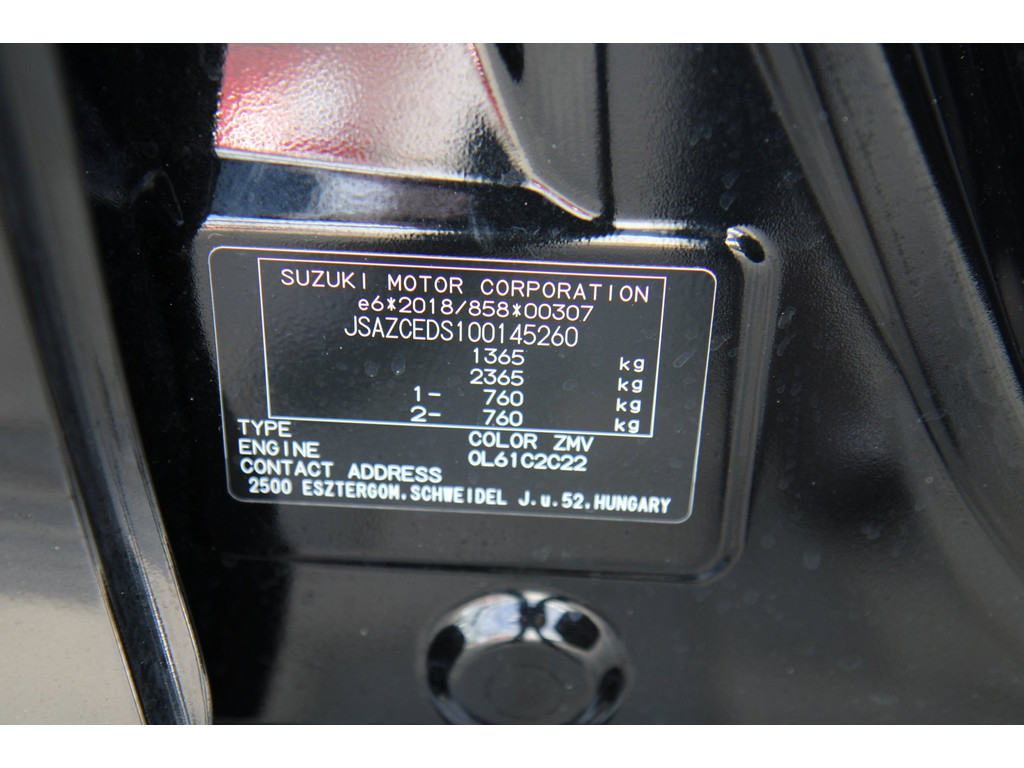 SUZUKI MOTOR CORPORATION
e6*2018/858*00307
JSAZCEDS100145260
1365 kg
2365 kg
1- 760 kg
2- 760 kg
TYPE COLOR ZMV
ENGINE 0L61C2C22
CONTACT ADDRESS
2500 ESZTERGOM.SCHWEIDEL J.u.52.HUNGARY